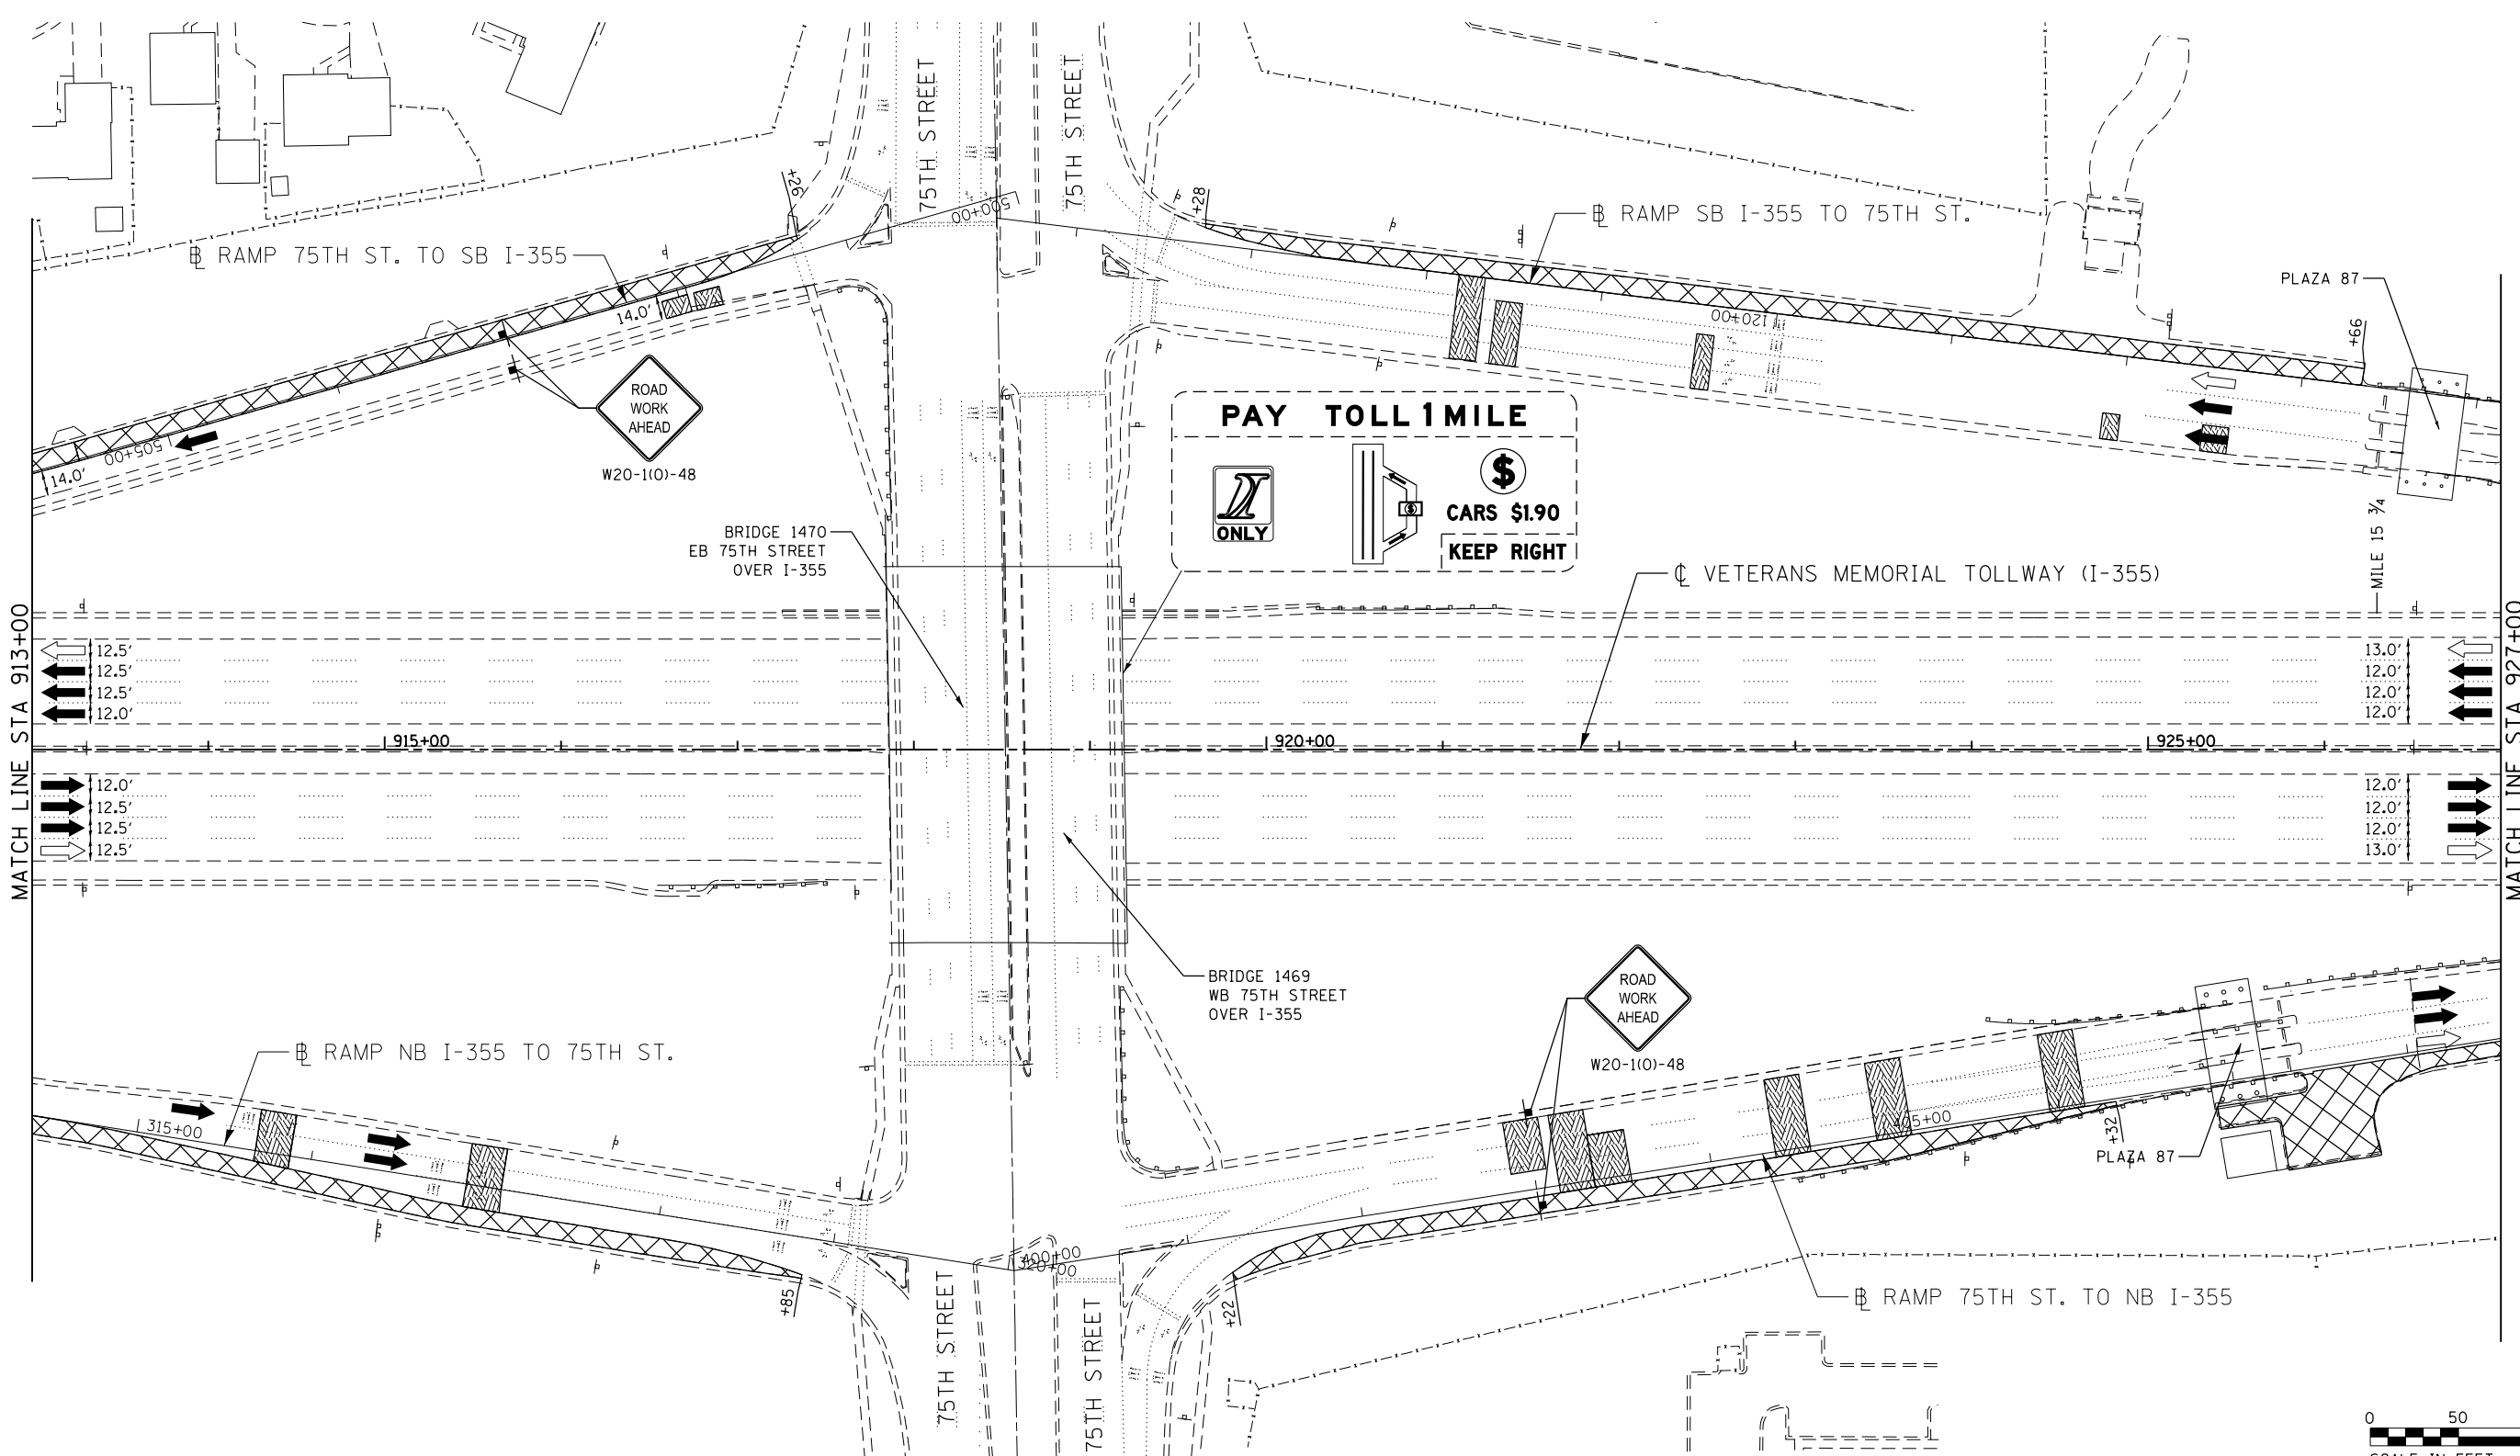 75TH STREET
75TH STREET
+26
500+00
+28
℄ RAMP SB I-355 TO 75TH ST.
℄ RAMP 75TH ST. TO SB I-355
PLAZA 87
14.0'
120+00
+66
ROAD
WORK
AHEAD
W20-1(O)-48
505+00
14.0'
PAY TOLL 1 MILE
ONLY
$
$
CARS $1.90
KEEP RIGHT
BRIDGE 1470
EB 75TH STREET
OVER I-355
MILE 15 ¾
℄ VETERANS MEMORIAL TOLLWAY (I-355)
MATCH LINE STA 913+00
MATCH LINE STA 927+00
12.5'
12.5'
12.5'
12.0'
13.0'
12.0'
12.0'
12.0'
915+00
920+00
925+00
12.0'
12.5'
12.5'
12.5'
12.0'
12.0'
12.0'
13.0'
BRIDGE 1469
WB 75TH STREET
OVER I-355
ROAD
WORK
AHEAD
W20-1(O)-48
℄ RAMP NB I-355 TO 75TH ST.
315+00
+32
PLAZA 87
400+00
320+00
+85
+22
℄ RAMP 75TH ST. TO NB I-355
75TH STREET
75TH STREET
0 50
SCALE IN FEET